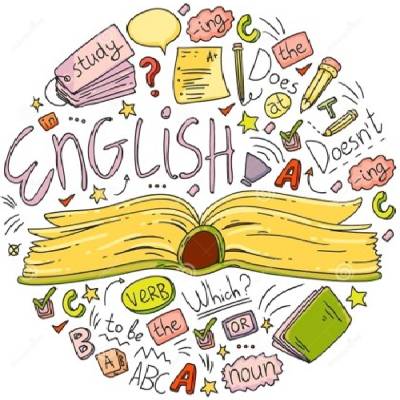 study
?
A+
ing
the
Does
at
T
in
ENGLISH
A
Doesn't
ing
C
VERB
Which?
C
to be
the
OR
B
A
B
ABC
A
noun